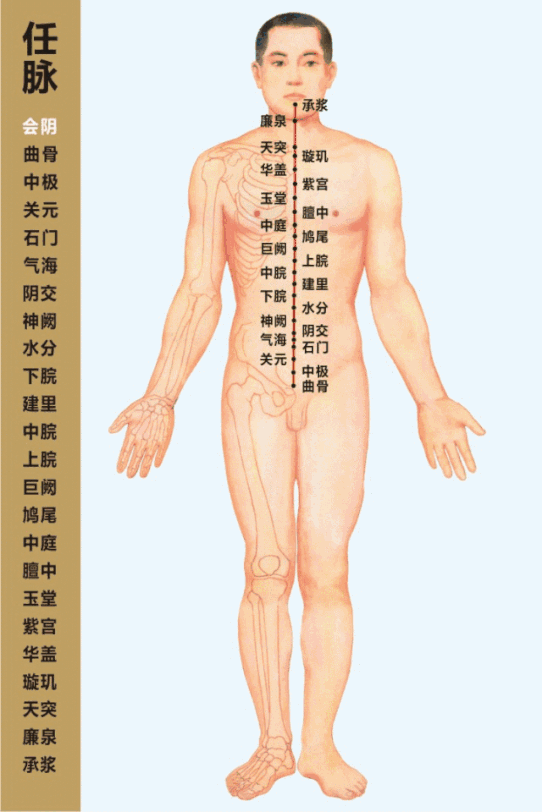 任
脉
会阴
曲骨
中极
关元
石门
气海
阴交
神阙
水分
下脘
建里
中脘
上脘
巨阙
鸠尾
中庭
膻中
玉堂
紫宫
华盖
璇玑
天突
廉泉
承浆
承浆
廉泉
天突
璇玑
华盖
紫宫
玉堂
膻中
中庭
鸠尾
巨阙
上脘
中脘
建里
下脘
水分
神阙
阴交
气海
石门
关元
中极
曲骨